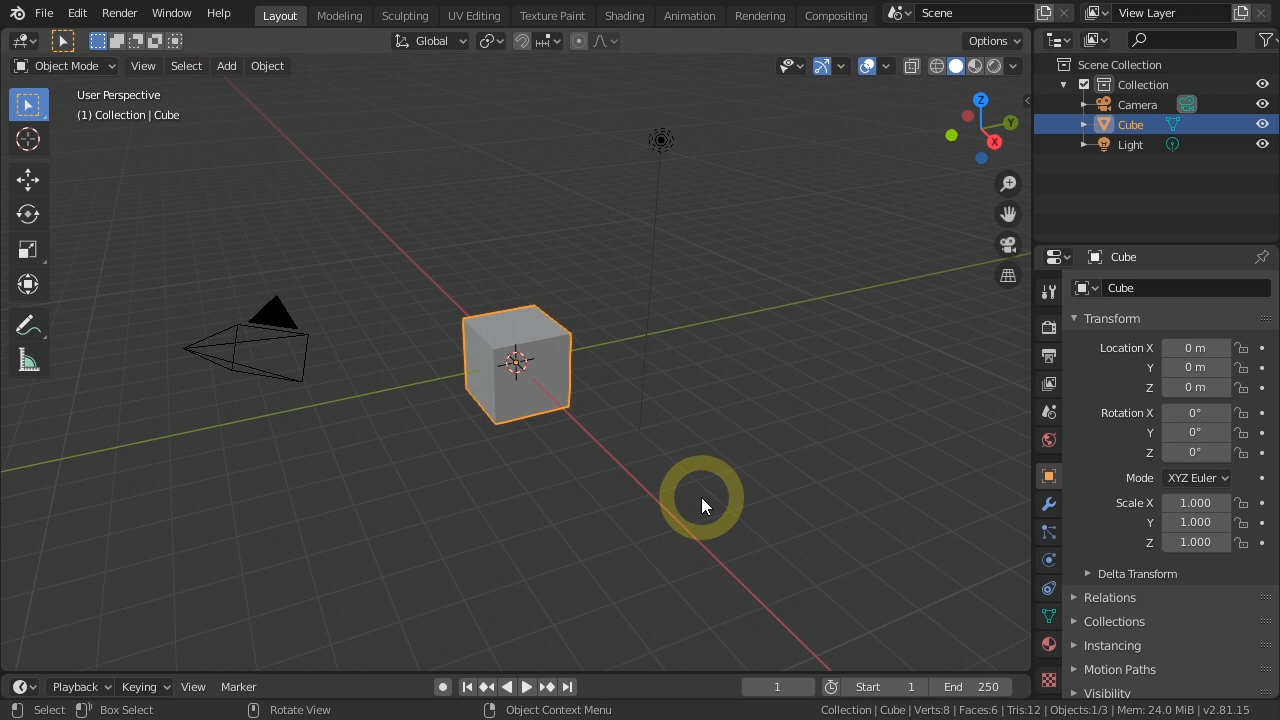 File Edit Render Window Help Layout Modeling Sculpting UV Editing Texture Paint Shading Animation Rendering Compositing Scene View Layer
Global Options
Object Mode View Select Add Object
User Perspective
(1) Collection | Cube
Z
Y
X
Scene Collection
Collection
Camera
Cube
Light
Cube
Cube
Transform
Location X 0 m
Y 0 m
Z 0 m
Rotation X 0°
Y 0°
Z 0°
Mode XYZ Euler
Scale X 1.000
Y 1.000
Z 1.000
Delta Transform
Relations
Collections
Instancing
Motion Paths
Visibility
Playback Keying View Marker 1 Start 1 End 250
Select Box Select Rotate View Object Context Menu Collection | Cube | Verts:8 | Faces:6 | Tris:12 | Objects:1/3 | Mem: 24.0 MiB | v2.81.15